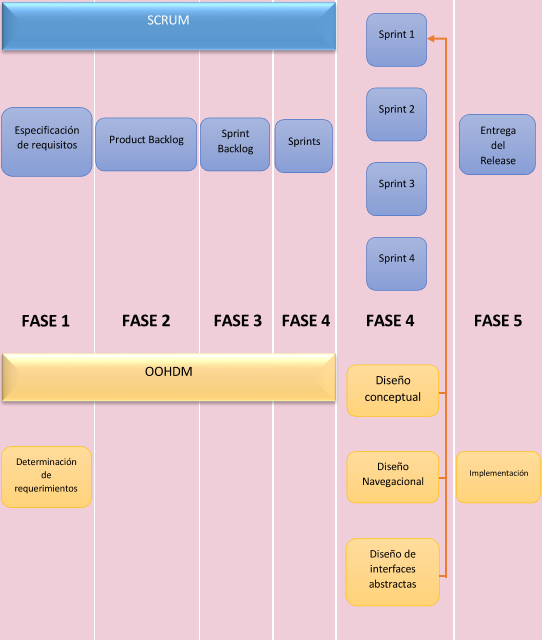 SCRUM
Sprint 1
Sprint 2
Especificación
de requisitos
Product Backlog
Sprint
Backlog
Sprints
Entrega
del
Release
Sprint 3
Sprint 4
FASE 1
FASE 2
FASE 3
FASE 4
FASE 4
FASE 5
OOHDM
Diseño
conceptual
Determinación
de
requerimientos
Diseño
Navegacional
Implementación
Diseño de
interfaces
abstractas